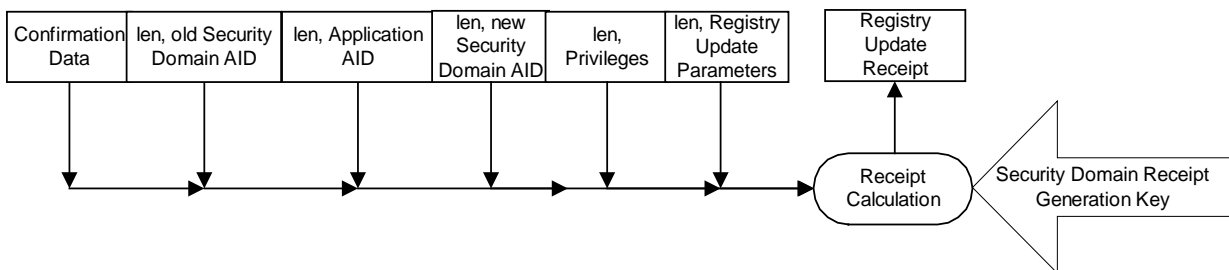 Confirmation
Data
len, old Security
Domain AID
len, Application
AID
len, new
Security
Domain AID
len,
Privileges
len, Registry
Update
Parameters
Registry
Update
Receipt
Receipt
Calculation
Security Domain Receipt
Generation Key